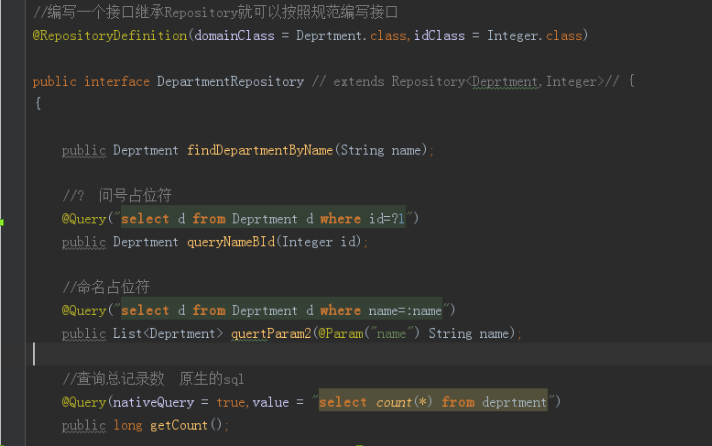 //编写一个接口继承Repository就可以按照规范编写接口
@RepositoryDefinition(domainClass = Deprtment.class,idClass = Integer.class)
public interface DepartmentRepository // extends Repository<Deprtment,Integer>// {
{
public Deprtment findDepartmentByName(String name);
//? 问号占位符
@Query("select d from Deprtment d where id=?1")
public Deprtment queryNameBId(Integer id);
//命名占位符
@Query("select d from Deprtment d where name=:name")
public List<Deprtment> quertParam2(@Param("name") String name);
//查询总记录数 原生的sql
@Query(nativeQuery = true,value = "select count(*) from deprtment")
public long getCount();